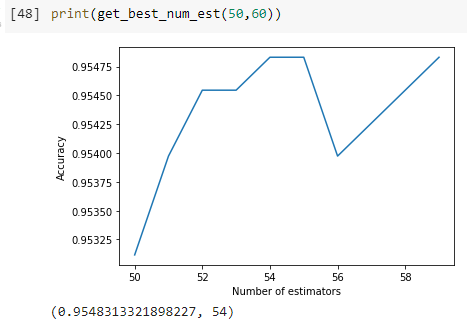 [48] print(get_best_num_est(50,60))
0.95475
0.95450
0.95425
0.95400
0.95375
0.95350
0.95325
Accuracy
50 52 54 56 58
Number of estimators
(0.9548313321898227, 54)